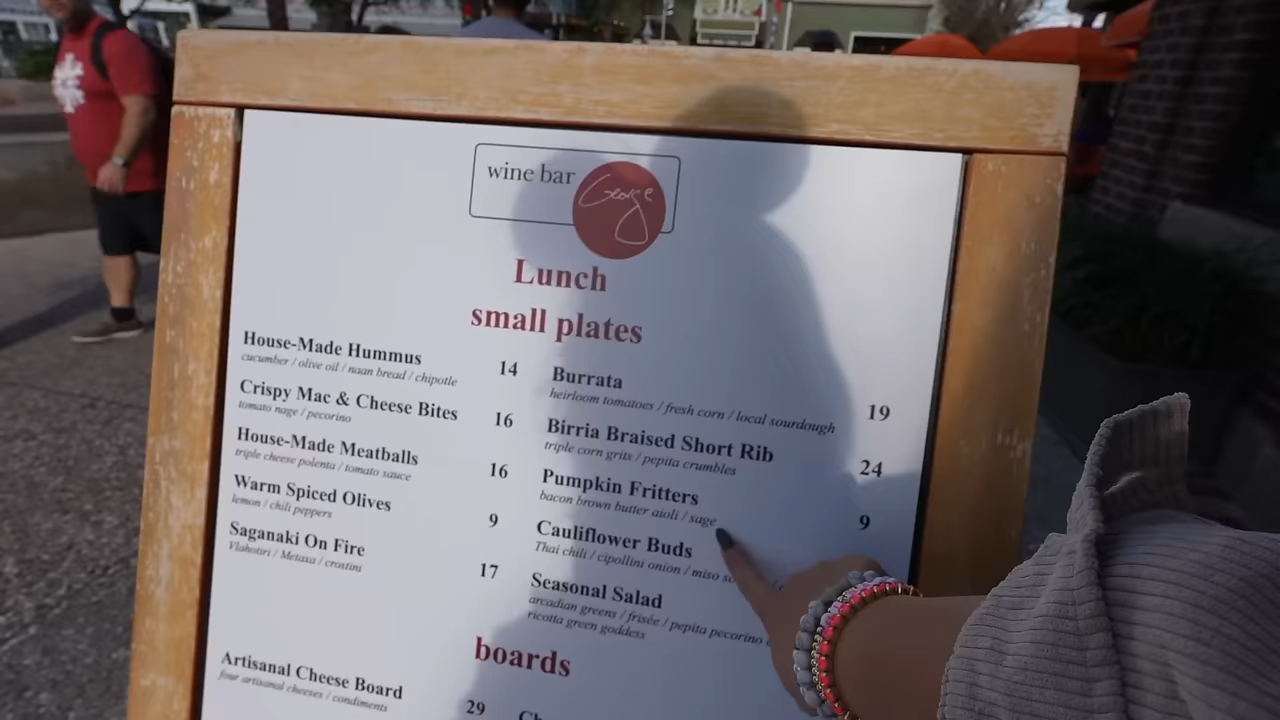 wine bar
George
Lunch
small plates
House-Made Hummus 14
cucumber / olive oil / naan bread / chipotle
Crispy Mac & Cheese Bites 16
tomato nage / pecorino
House-Made Meatballs 16
triple cheese polenta / tomato sauce
Warm Spiced Olives 9
lemon / chili peppers
Saganaki On Fire 17
Vlahotiri / Metaxa / crostini
Burrata 19
heirloom tomatoes / fresh corn / local sourdough
Birria Braised Short Rib 24
triple corn grits / pepita crumbles
Pumpkin Fritters 9
bacon brown butter aioli / sage
Cauliflower Buds
Thai chili / cipollini onion / miso
Seasonal Salad
arcadian greens / frisée / pepita pecorino
ricotta green goddess
boards
Artisanal Cheese Board 29
four artisanal cheeses / condiments